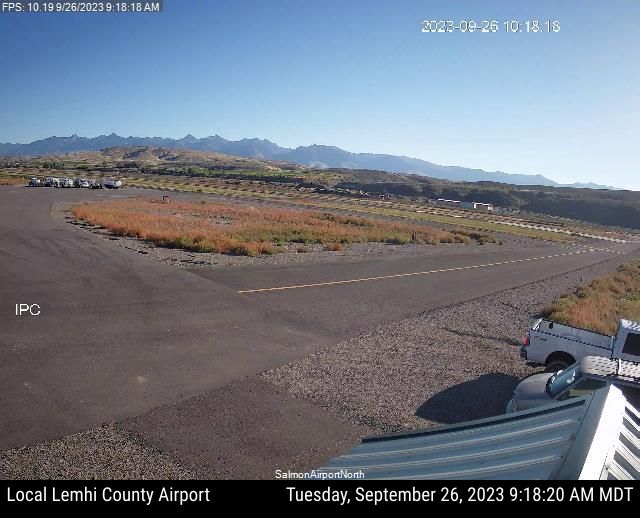 FPS: 10.19 9/26/2023 9:18:18 AM
2023-09-26 10:18:18
IPC
SalmonAirportNorth
Local Lemhi County Airport Tuesday, September 26, 2023 9:18:20 AM MDT